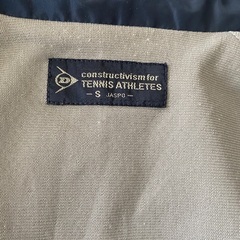 constructivism for
TENNIS ATHLETES
- S JASPO -